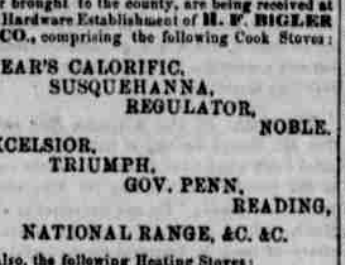 brought to the county, are being received at
Hardware Establishment of H. F. BIGLER
CO., comprising the following Cook Stoves:
EAR'S CALORIFIC,
SUSQUEHANNA,
REGULATOR,
NOBLE,
XCELSIOR,
TRIUMPH,
GOV. PENN,
READING,
NATIONAL RANGE, &C. &C.
Also, the following Heating Stoves: